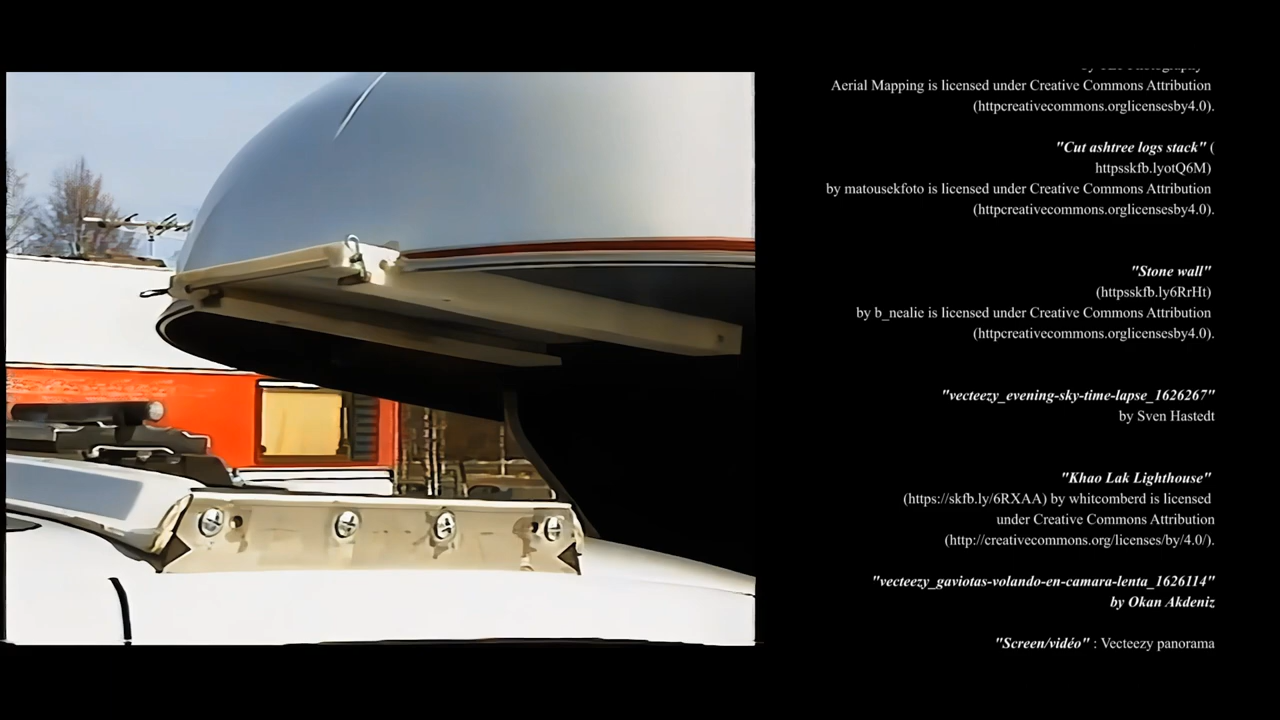 Aerial Mapping is licensed under Creative Commons Attribution
(httpcreativecommons.orglicensesby4.0).
"Cut ashtree logs stack" (
httpsskfb.lyotQ6M)
by matousekfoto is licensed under Creative Commons Attribution
(httpcreativecommons.orglicensesby4.0).
"Stone wall"
(httpsskfb.ly6RrHt)
by b_nealie is licensed under Creative Commons Attribution
(httpcreativecommons.orglicensesby4.0).
"vecteezy_evening-sky-time-lapse_1626267"
by Sven Hastedt
"Khao Lak Lighthouse"
(https://skfb.ly/6RXAA) by whitcomberd is licensed
under Creative Commons Attribution
(http://creativecommons.org/licenses/by/4.0/).
"vecteezy_gaviotas-volando-en-camara-lenta_1626114"
by Okan Akdeniz
"Screen/vidéo" : Vecteezy panorama